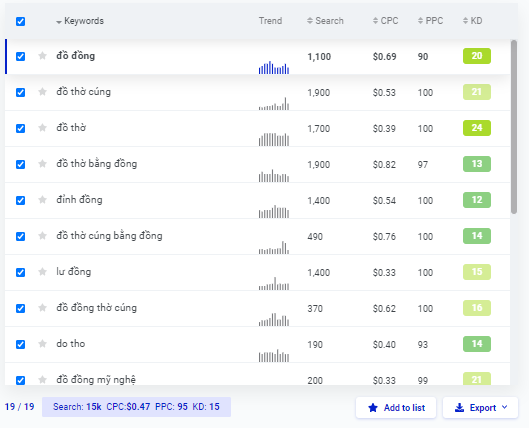 Keywords Trend Search CPC PPC KD
đồ đồng 1,100 $0.69 90 20
đồ thờ cúng 1,900 $0.53 100 21
đồ thờ 1,700 $0.39 100 24
đồ thờ bằng đồng 1,900 $0.82 97 13
đỉnh đồng 1,400 $0.54 100 12
đồ thờ cúng bằng đồng 490 $0.76 100 14
lư đồng 1,400 $0.33 100 15
đồ đồng thờ cúng 370 $0.62 100 16
do tho 190 $0.40 93 14
đồ đồng mỹ nghệ 200 $0.33 99 21
19 / 19 Search: 15k CPC:$0.47 PPC: 95 KD: 15 Add to list Export